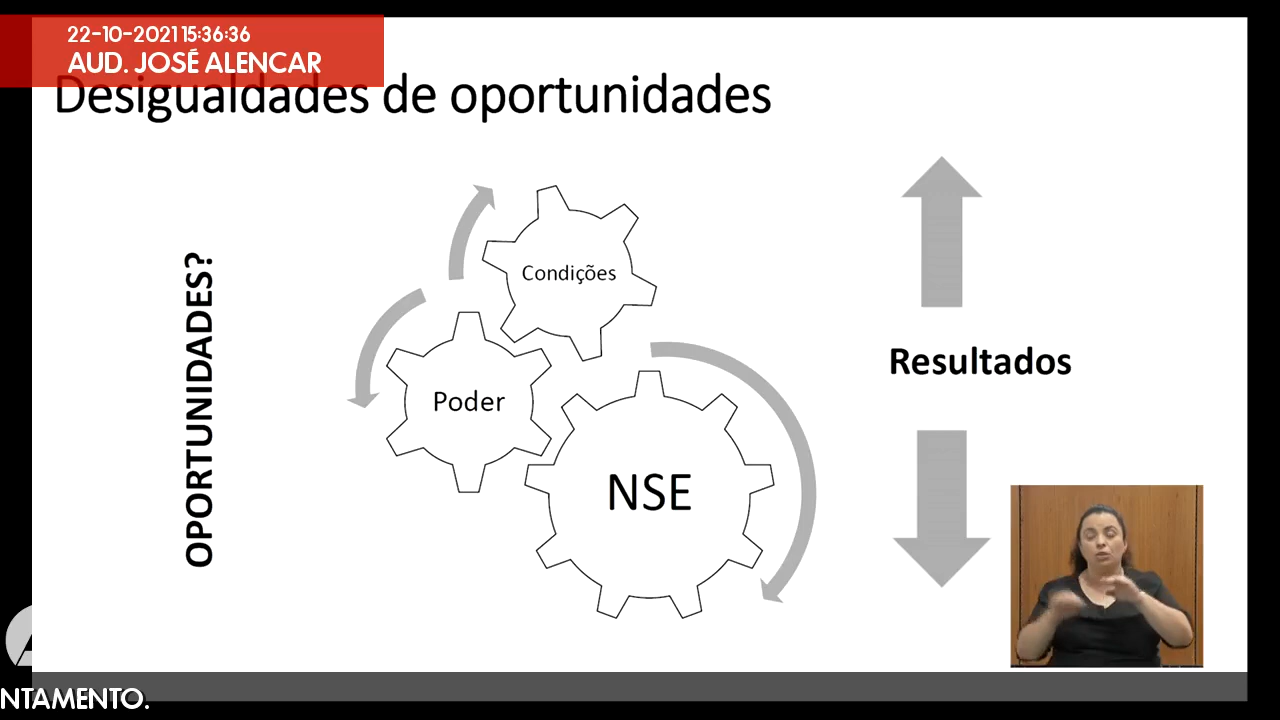 22-10-2021 15:36:36
AUD. JOSÉ ALENCAR
Desigualdades de oportunidades
OPORTUNIDADES?
Condições
Poder
NSE
Resultados
NTAMENTO.